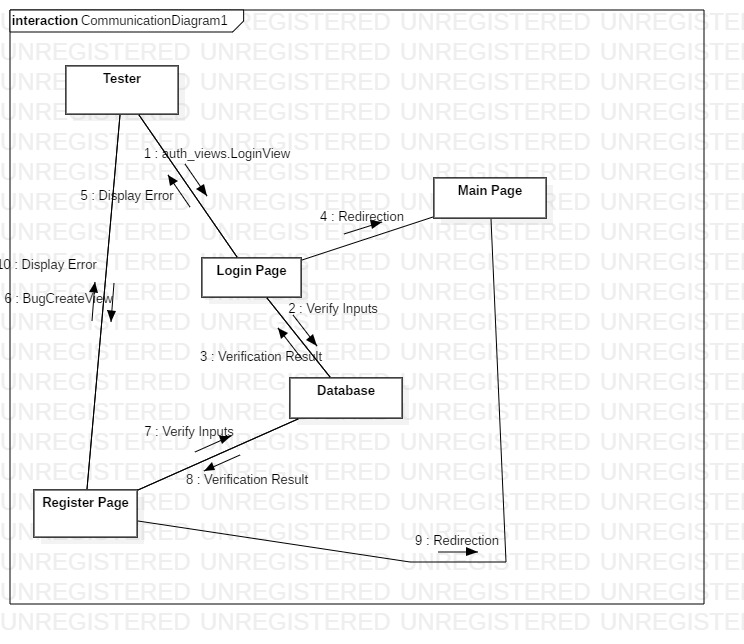 interaction CommunicationDiagram1
Tester
1 : auth_views.LoginView
5 : Display Error
Main Page
4 : Redirection
10 : Display Error
Login Page
6 : BugCreateView
2 : Verify Inputs
3 : Verification Result
Database
7 : Verify Inputs
8 : Verification Result
Register Page
9 : Redirection
UNREGISTERED